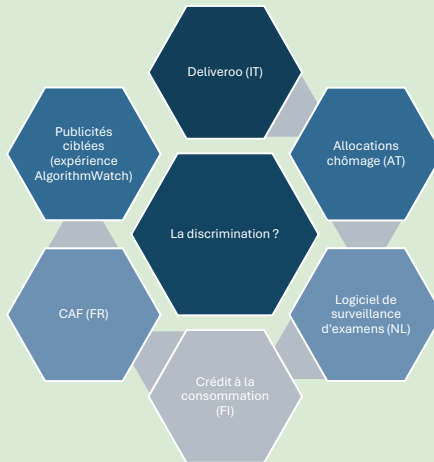 Deliveroo (IT)
Publicités
ciblées
(expérience
AlgorithmWatch)
Allocations
chômage (AT)
La discrimination ?
CAF (FR)
Logiciel de
surveillance
d'examens (NL)
Crédit à la
consommation
(FI)